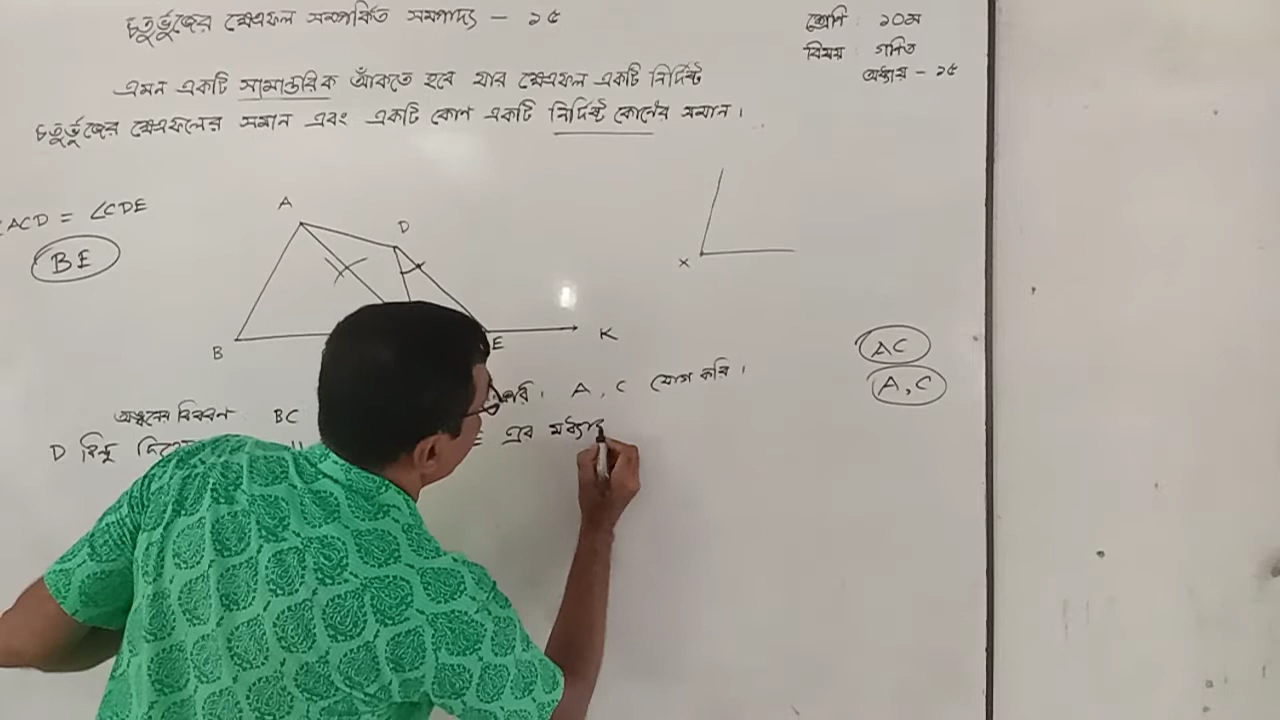 চতুর্ভুজের ক্ষেত্রফল সম্পর্কিত সম্পাদ্য - ১৫
শ্রেণি : ১০ম
বিষয় : গণিত
অধ্যায় - ১৫
এমন একটি সামান্তরিক আঁকতে হবে যার ক্ষেত্রফল একটি নির্দিষ্ট
চতুর্ভুজের ক্ষেত্রফলের সমান এবং একটি কোণ একটি নির্দিষ্ট কোণের সমান।
ACD = ∠CDE
BE
A
D
B
E
K
X
AC
A, C
অঙ্কনের বিবরণ : BC A, C যোগ করি।
D বিন্দু || এর মধ্যবি